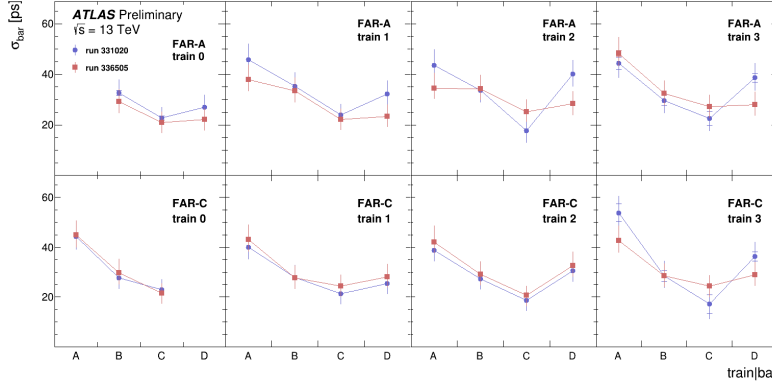 σbar [ps]
ATLAS Preliminary
√s = 13 TeV
run 331020
run 336505
FAR-A
train 0
FAR-A
train 1
FAR-A
train 2
FAR-A
train 3
60
40
20
FAR-C
train 0
FAR-C
train 1
FAR-C
train 2
FAR-C
train 3
60
40
20
A B C D A B C D A B C D A B C D
train|ba